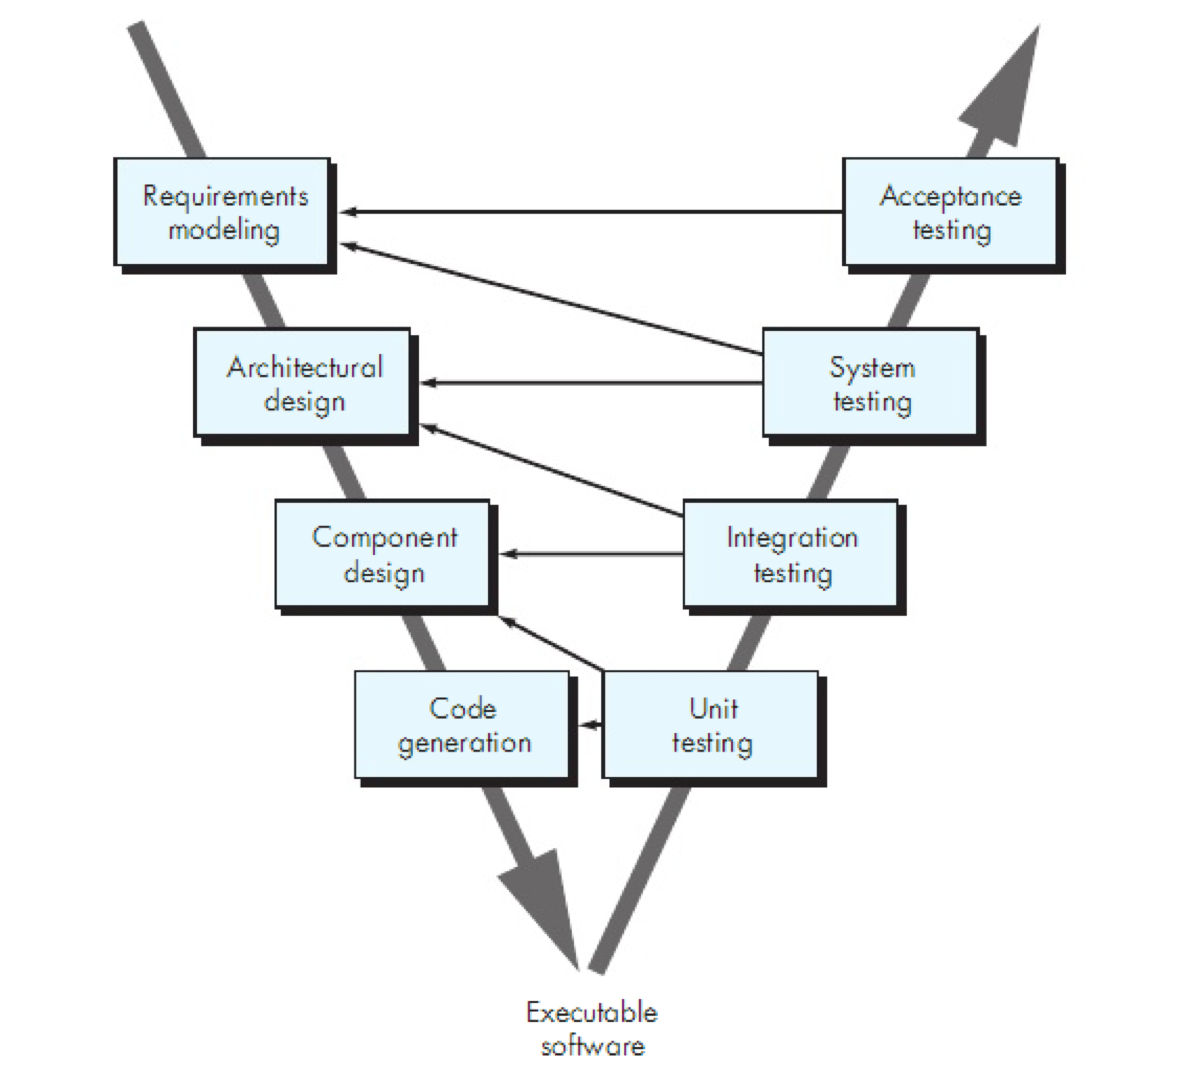 Requirements
modeling
Acceptance
testing
Architectural
design
System
testing
Component
design
Integration
testing
Code
generation
Unit
testing
Executable
software